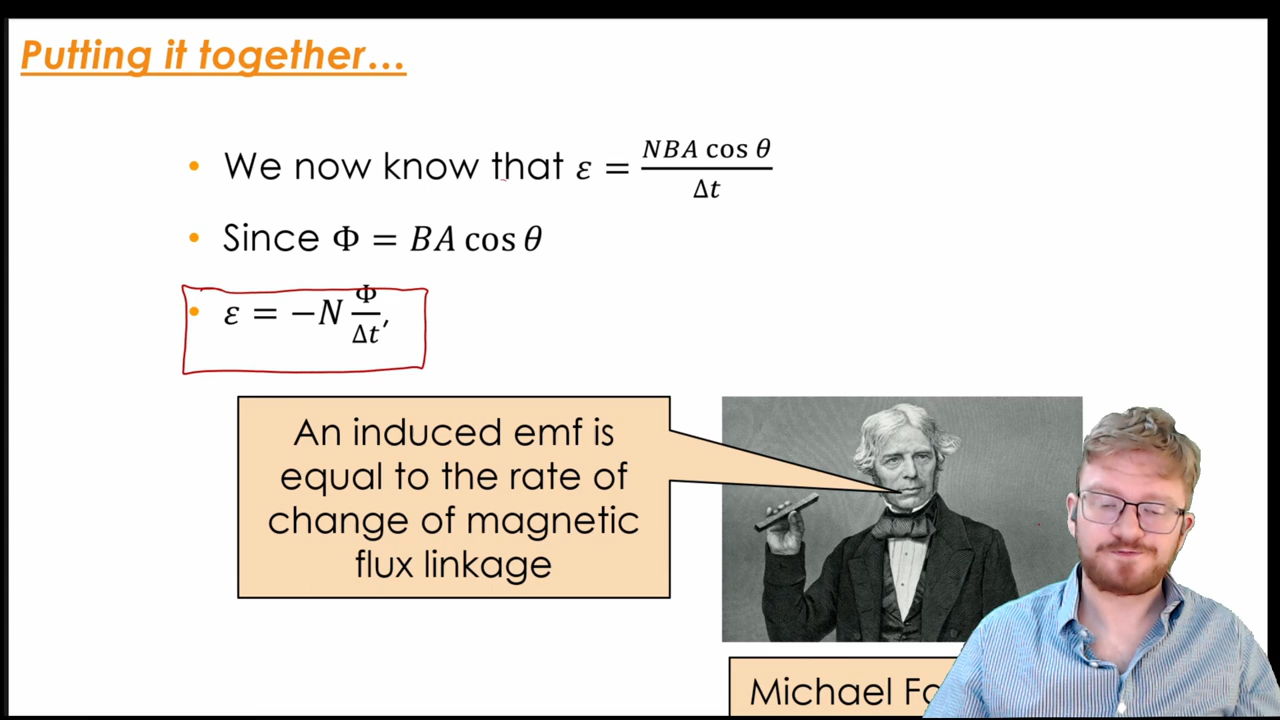 Putting it together…
• We now know that ε = NBA cos θ / Δt
• Since Φ = BA cos θ
• ε = −N Φ / Δt,
An induced emf is
equal to the rate of
change of magnetic
flux linkage
Michael